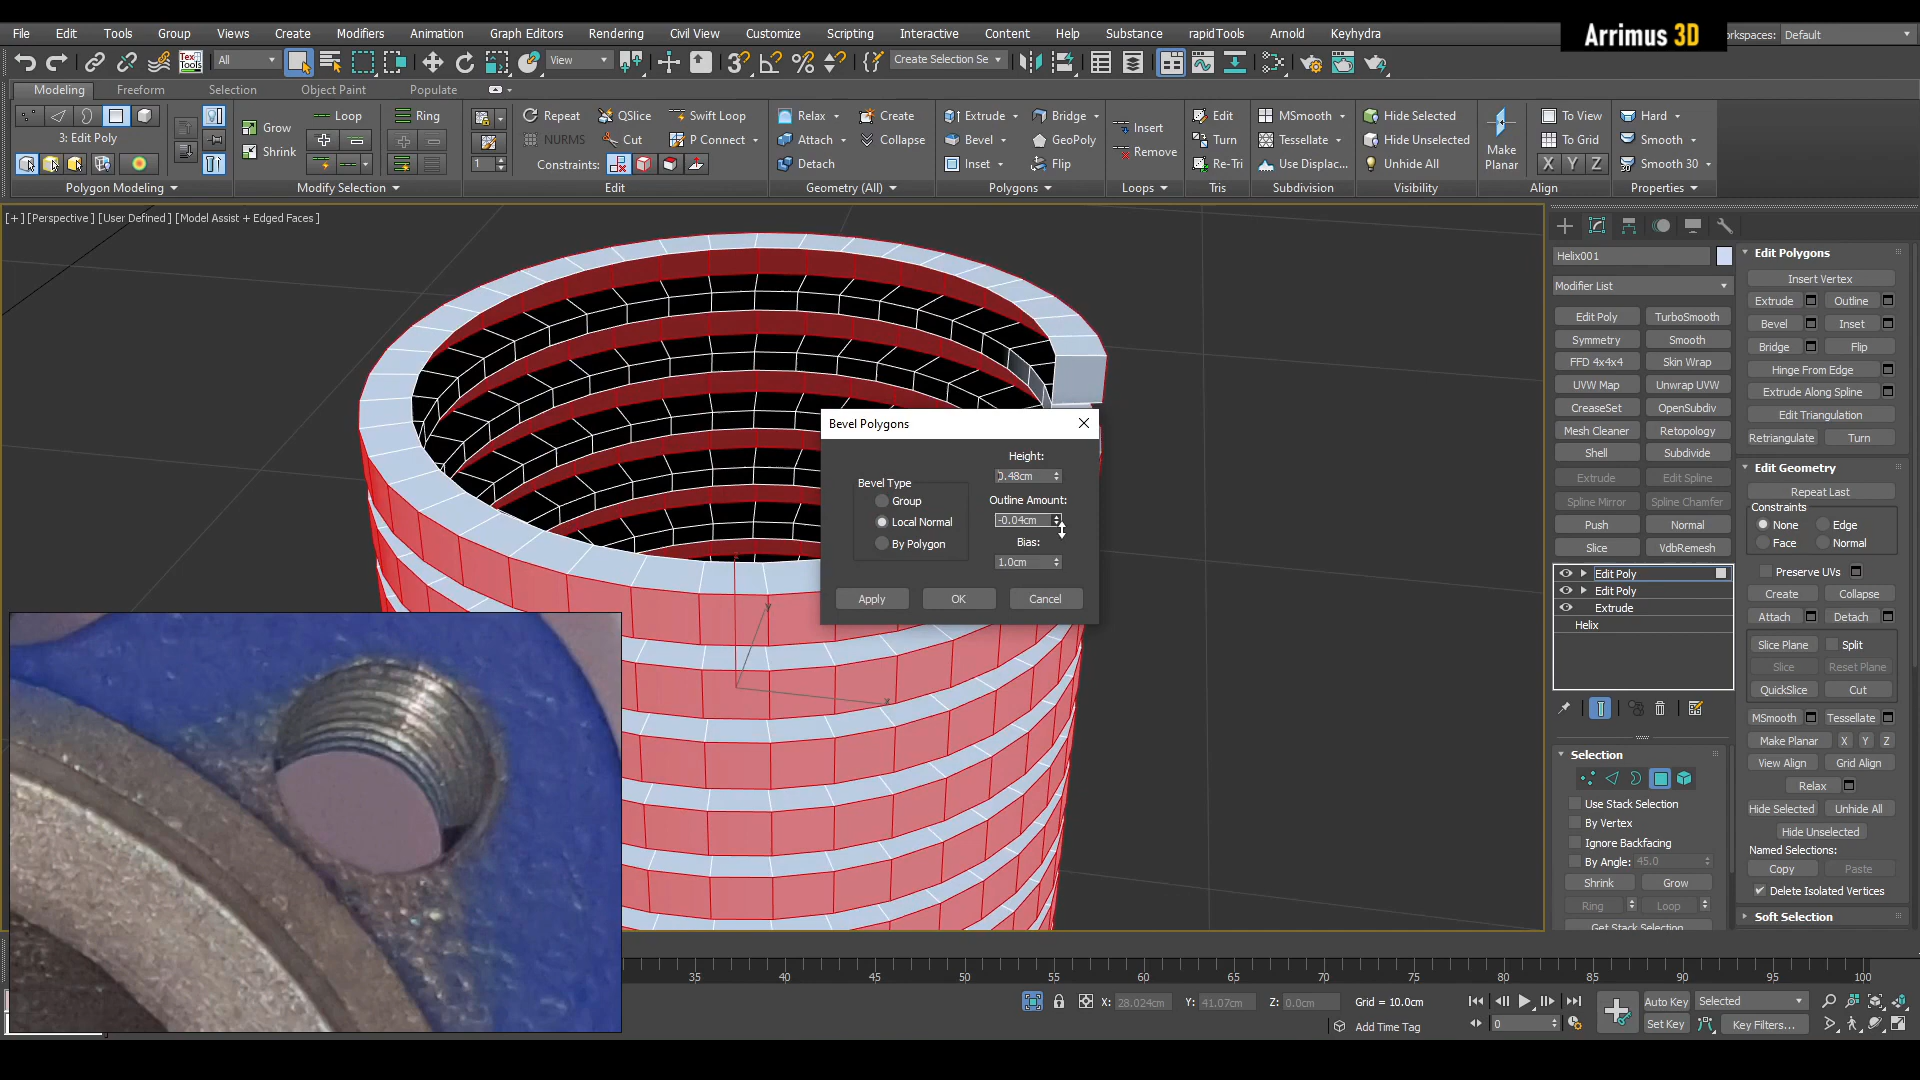 File Edit Tools Group Views Create Modifiers Animation Graph Editors Rendering Civil View Customize Scripting Interactive Content Help Substance rapidTools Arnold Keyhydra
Arrimus 3D
orkspaces: Default
Tex Tools
All
View
Create Selection Se
Modeling Freeform Selection Object Paint Populate
3: Edit Poly
Polygon Modeling
Grow
Shrink
Loop
Ring
Modify Selection
1
Repeat QSlice Swift Loop
NURMS Cut P Connect
Constraints:
Edit
Relax Create
Attach Collapse
Detach
Geometry (All)
Extrude Bridge
Bevel GeoPoly
Inset Flip
Polygons
Insert
Remove
Loops
Edit
Turn
Re-Tri
Tris
MSmooth
Tessellate
Use Displac...
Subdivision
Hide Selected
Hide Unselected
Unhide All
Visibility
Make Planar
To View
To Grid
X Y Z
Align
Hard
Smooth
Smooth 30
Properties
[+] [Perspective] [User Defined] [Model Assist + Edged Faces]
Bevel Polygons
Bevel Type
Group
Local Normal
By Polygon
Height:
0.48cm
Outline Amount:
-0.04cm
Bias:
1.0cm
Apply OK Cancel
Helix001
Modifier List
Edit Poly TurboSmooth
Symmetry Smooth
FFD 4x4x4 Skin Wrap
UVW Map Unwrap UVW
CreaseSet OpenSubdiv
Mesh Cleaner Retopology
Shell Subdivide
Extrude Edit Spline
Spline Mirror Spline Chamfer
Push Normal
Slice VdbRemesh
Edit Poly
Edit Poly
Extrude
Helix
Selection
Use Stack Selection
By Vertex
Ignore Backfacing
By Angle: 45.0
Shrink Grow
Ring Loop
Get Stack Selection
Edit Polygons
Insert Vertex
Extrude Outline
Bevel Inset
Bridge Flip
Hinge From Edge
Extrude Along Spline
Edit Triangulation
Retriangulate Turn
Edit Geometry
Repeat Last
Constraints
None Edge
Face Normal
Preserve UVs
Create Collapse
Attach Detach
Slice Plane Split
Slice Reset Plane
QuickSlice Cut
MSmooth Tessellate
Make Planar X Y Z
View Align Grid Align
Relax
Hide Selected Unhide All
Hide Unselected
Named Selections:
Copy Paste
Delete Isolated Vertices
Soft Selection
35 40 45 50 55 60 65 70 75 80 85 90 95 100
X: 28.024cm Y: 41.07cm Z: 0.0cm Grid = 10.0cm
Add Time Tag
0
Auto Key Selected
Set Key Key Filters...